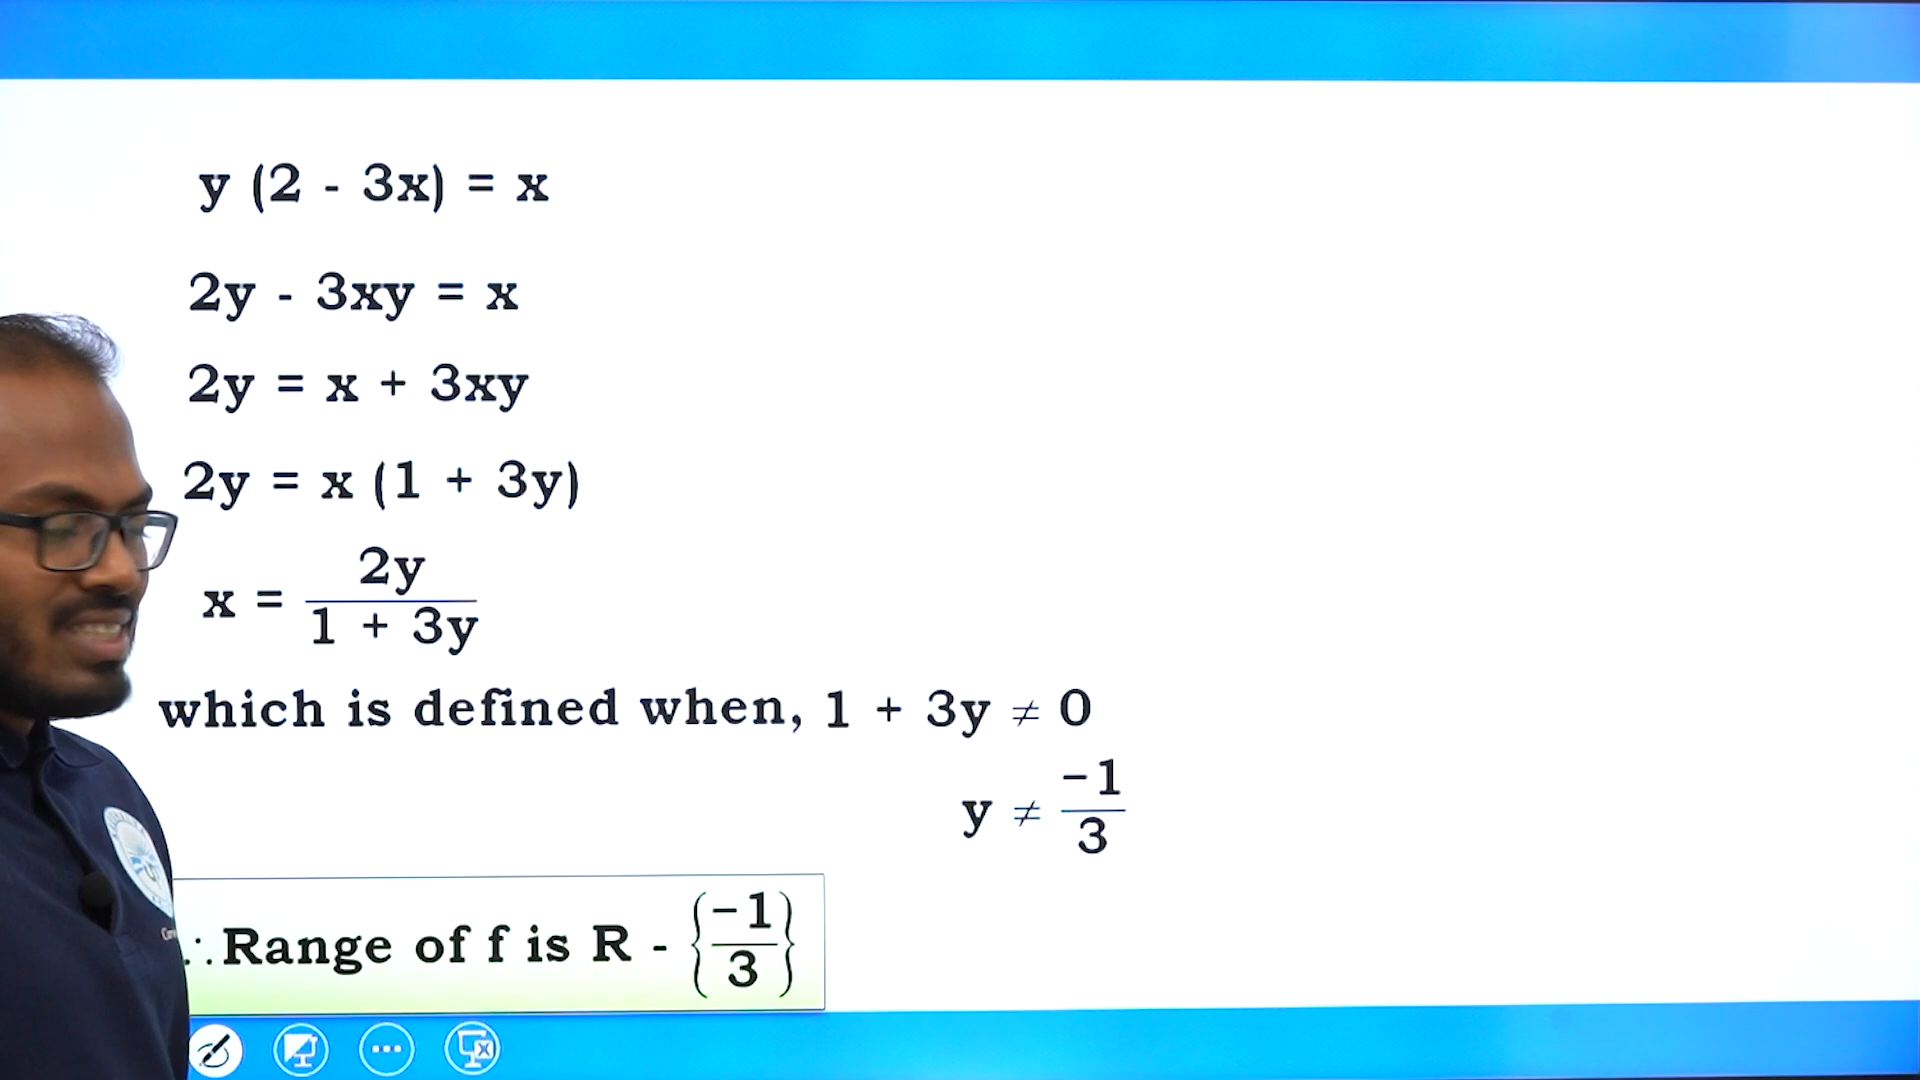 y (2 - 3x) = x
2y - 3xy = x
2y = x + 3xy
2y = x (1 + 3y)
x = 2y / 1 + 3y
which is defined when, 1 + 3y ≠ 0
y ≠ -1/3
∴ Range of f is R - {-1/3}